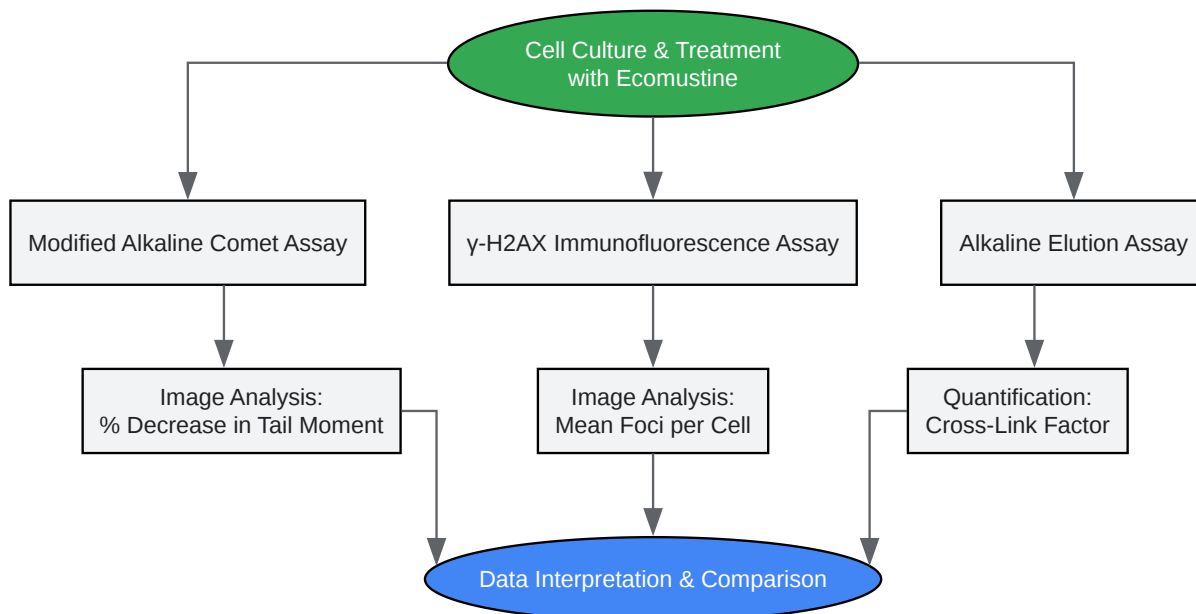 Cell Culture & Treatment
with Ecomustine
Modified Alkaline Comet Assay
γ-H2AX Immunofluorescence Assay
Alkaline Elution Assay
Image Analysis:
% Decrease in Tail Moment
Image Analysis:
Mean Foci per Cell
Quantification:
Cross-Link Factor
Data Interpretation & Comparison